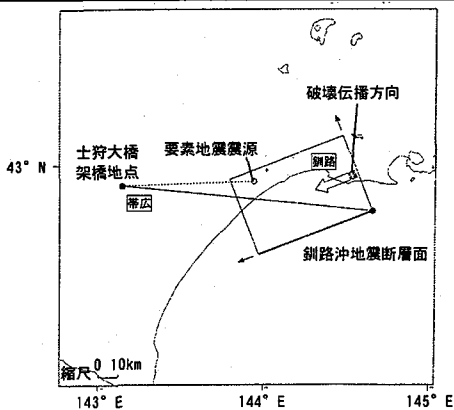 破壊伝播方向
士狩大橋
架橋地点
要素地震震源
43° N
釧路
帯広
釧路沖地震断層面
縮尺 0 10km
143° E
144° E
145° E